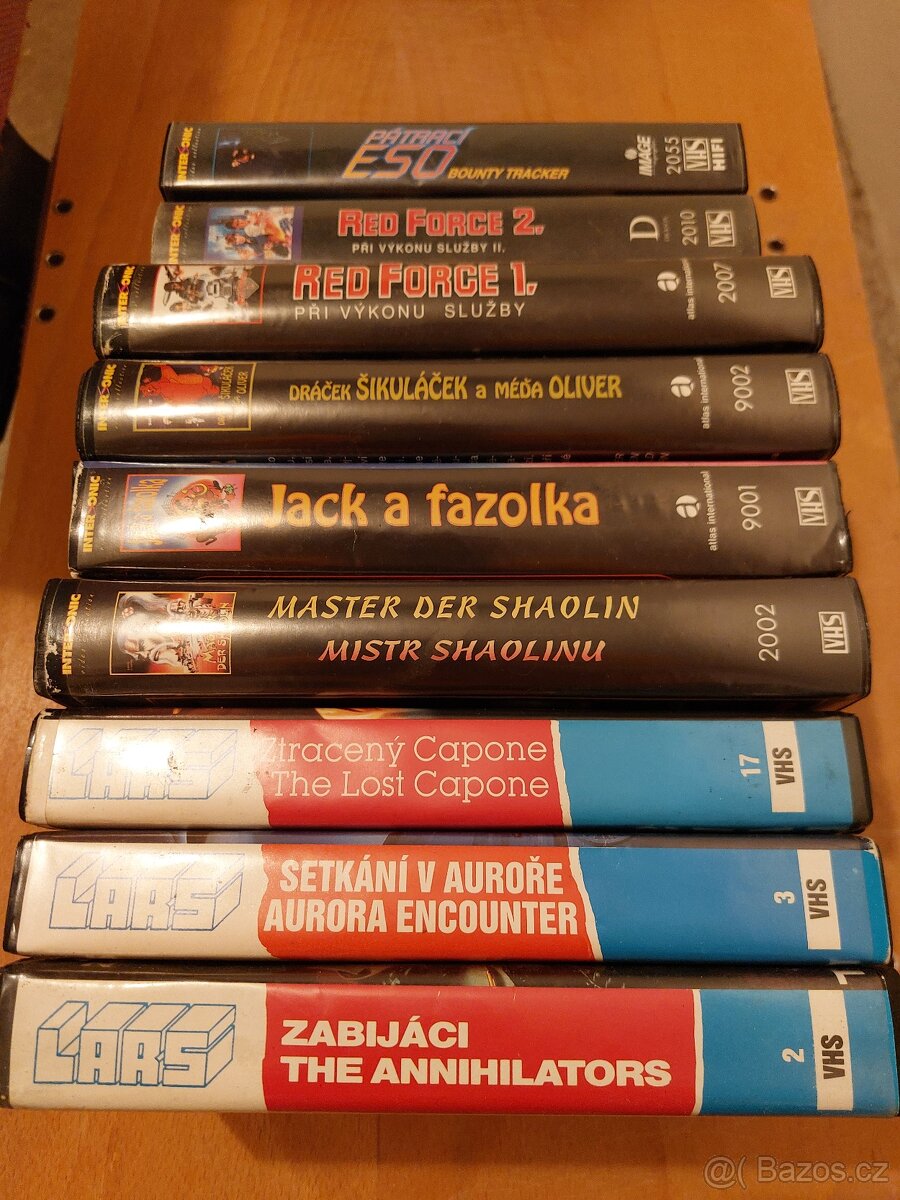 INTERSONIC
PÁTRACÍ
ESO
BOUNTY TRACKER
IMAGE
2055
VHS
HIFI
INTERSONIC
RED FORCE 2.
PŘI VÝKONU SLUŽBY II.
D
2010
VHS
INTERSONIC
RED FORCE 1.
PŘI VÝKONU SLUŽBY
a
atlas international
2007
VHS
INTERSONIC
DRÁČEK ŠIKULÁČEK a MÉĎA OLIVER
a
atlas international
9002
VHS
INTERSONIC
Jack a fazolka
a
atlas international
9001
VHS
INTERSONIC
MASTER DER SHAOLIN
MISTR SHAOLINU
2002
VHS
LARS
Ztracený Capone
The Lost Capone
17
VHS
LARS
SETKÁNÍ V AUROŘE
AURORA ENCOUNTER
3
VHS
LARS
ZABIJÁCI
THE ANNIHILATORS
2
VHS
@( Bazos.cz